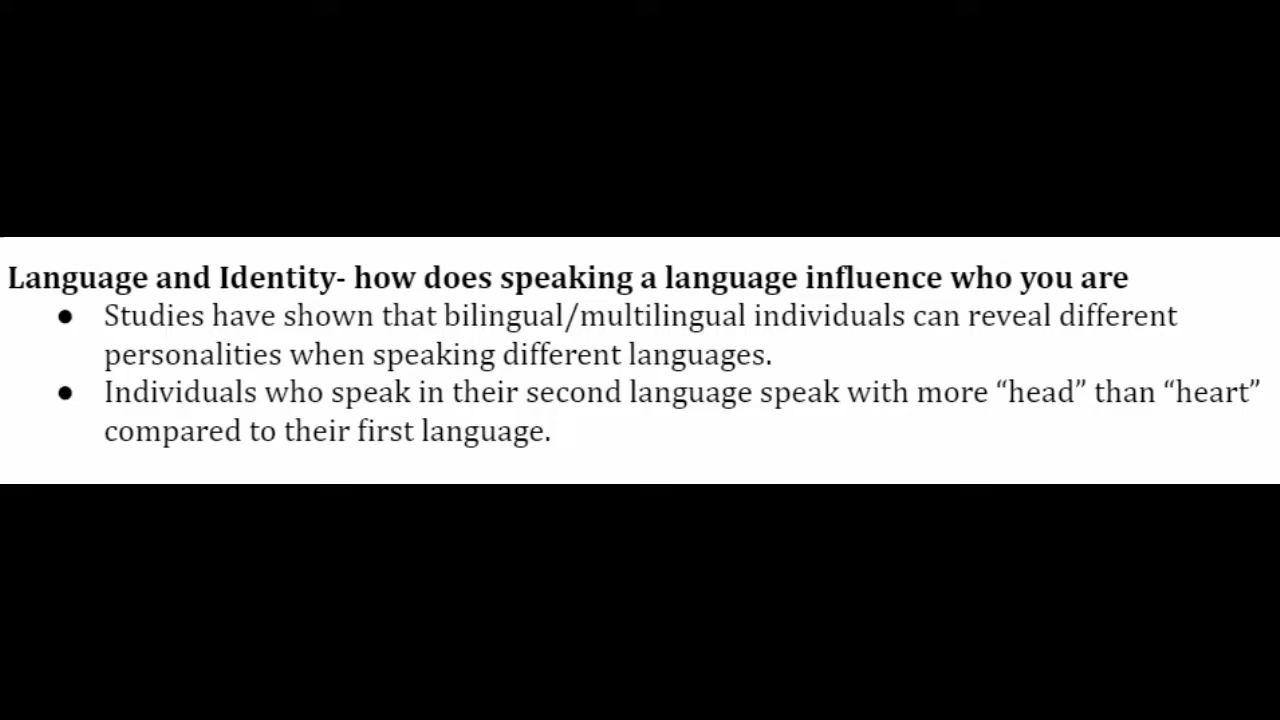 Language and Identity- how does speaking a language influence who you are
● Studies have shown that bilingual/multilingual individuals can reveal different
personalities when speaking different languages.
● Individuals who speak in their second language speak with more “head” than “heart”
compared to their first language.